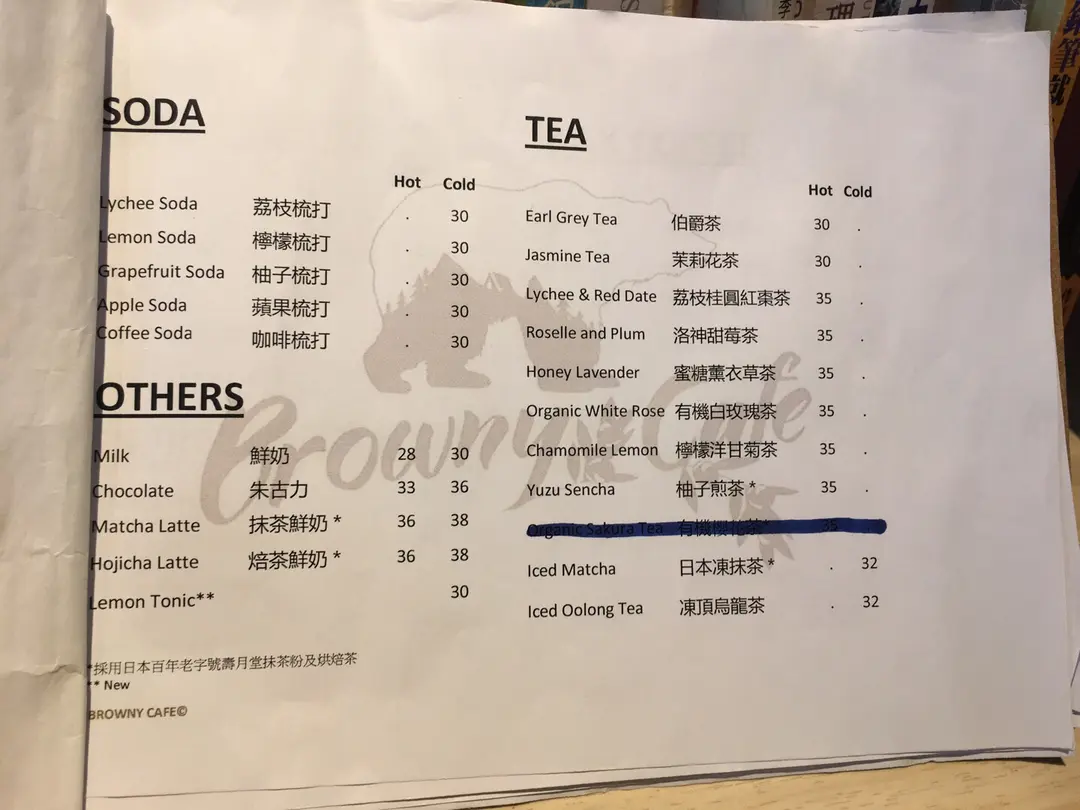 SODA
Hot Cold
Lychee Soda 荔枝梳打 . 30
Lemon Soda 檸檬梳打 . 30
Grapefruit Soda 柚子梳打 . 30
Apple Soda 蘋果梳打 . 30
Coffee Soda 咖啡梳打 . 30
OTHERS
Milk 鮮奶 28 30
Chocolate 朱古力 33 36
Matcha Latte 抹茶鮮奶 * 36 38
Hojicha Latte 焙茶鮮奶 * 36 38
Lemon Tonic** 30
*採用日本百年老字號壽月堂抹茶粉及烘焙茶
** New
BROWNY CAFE©
TEA
Hot Cold
Earl Grey Tea 伯爵茶 30 .
Jasmine Tea 茉莉花茶 30 .
Lychee & Red Date 荔枝桂圓紅棗茶 35 .
Roselle and Plum 洛神甜莓茶 35 .
Honey Lavender 蜜糖薰衣草茶 35 .
Organic White Rose 有機白玫瑰茶 35 .
Chamomile Lemon 檸檬洋甘菊茶 35 .
Yuzu Sencha 柚子煎茶 * 35 .
Organic Sakura Tea 有機櫻花茶* 35
Iced Matcha 日本凍抹茶 * . 32
Iced Oolong Tea 凍頂烏龍茶 . 32
Browny Cafe